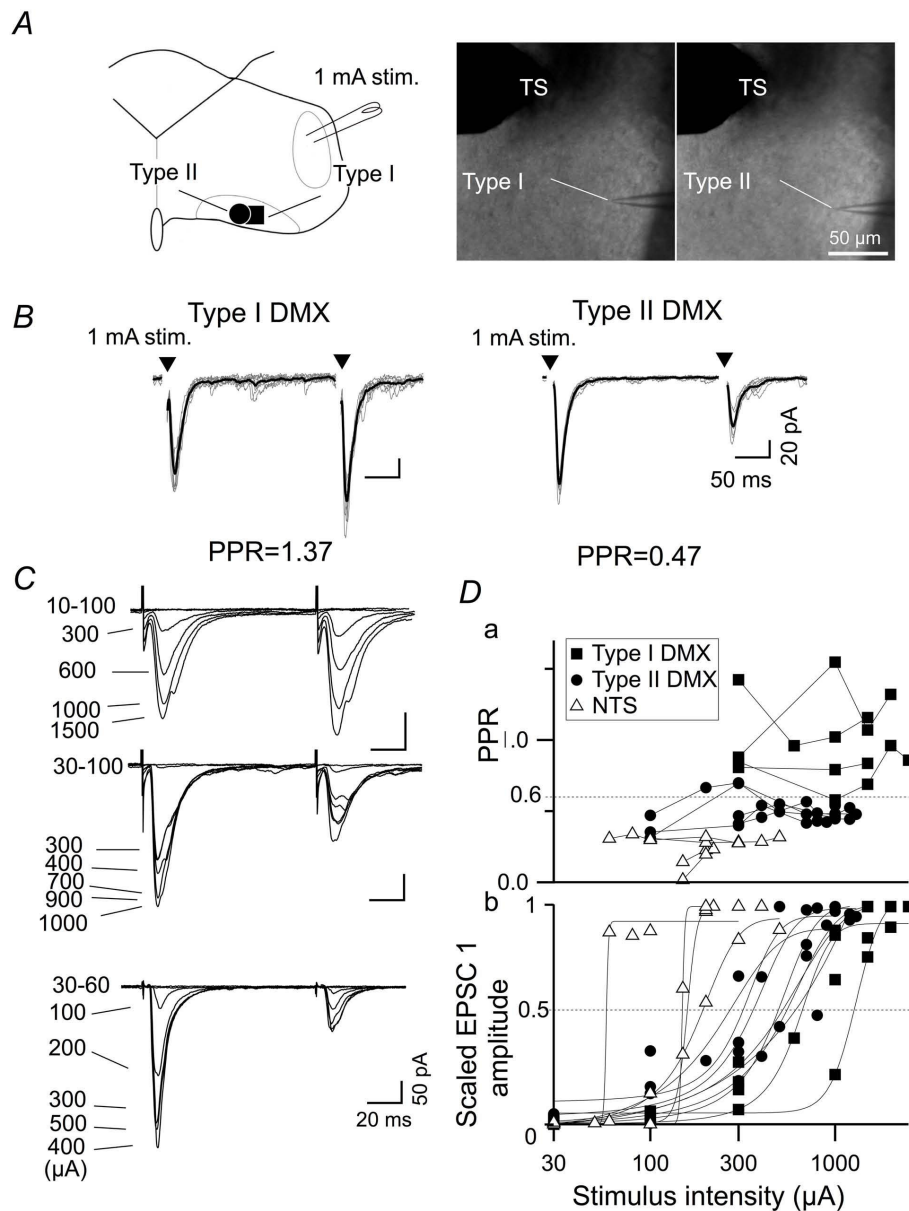 A
1 mA stim.
Type II
Type I
TS
Type I
TS
Type II
50 µm
B
Type I DMX
1 mA stim.
Type II DMX
1 mA stim.
50 ms
20 pA
PPR=1.37
PPR=0.47
C
10-100
300
600
1000
1500
30-100
300
400
700
900
1000
30-60
100
200
300
500
400
(µA)
20 ms
50 pA
D
a
Type I DMX
Type II DMX
NTS
PPR
1.0
0.6
0.0
b
Scaled EPSC 1
amplitude
1
0.5
0
30
100
300
1000
Stimulus intensity (µA)